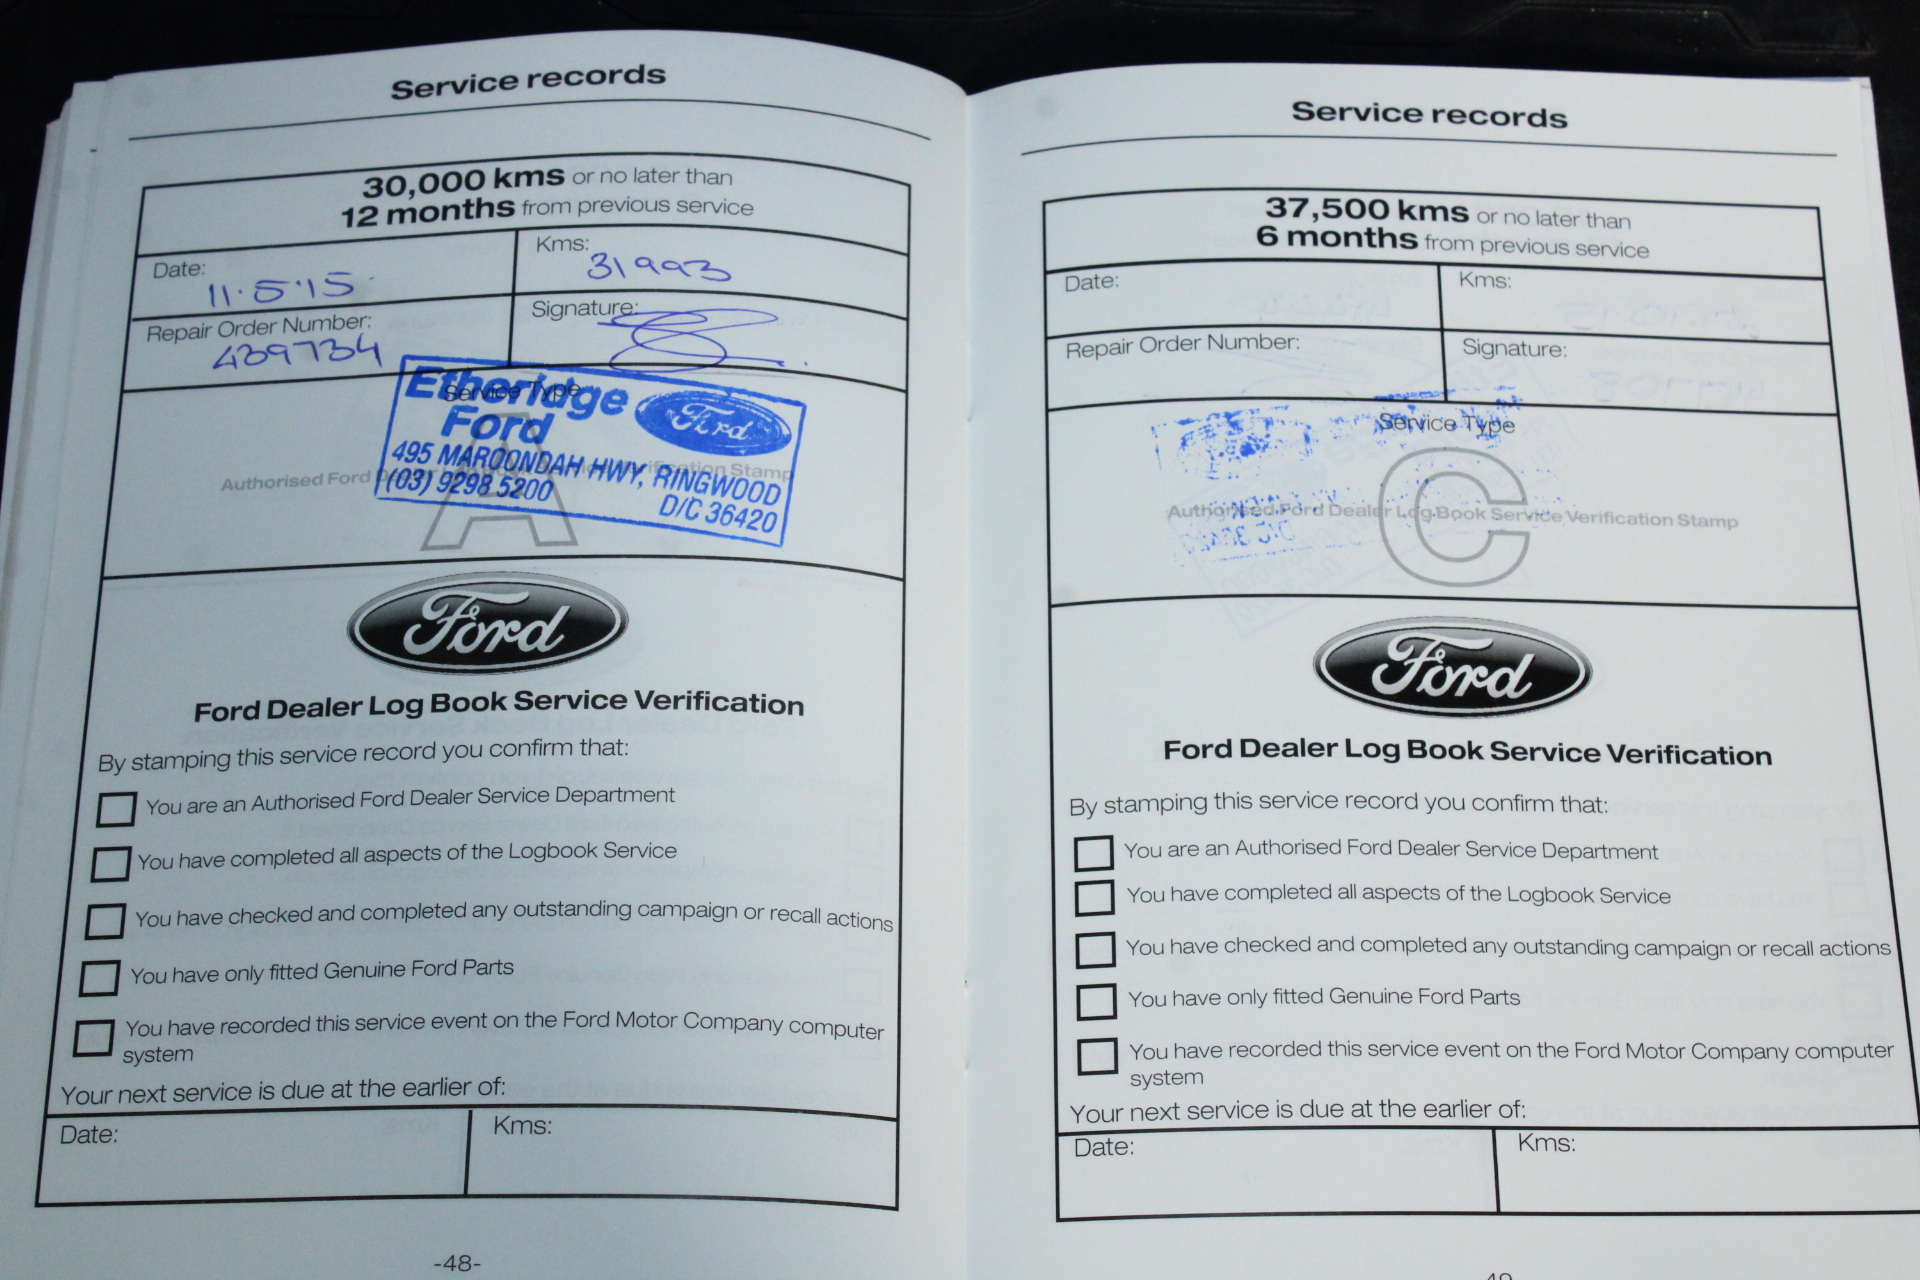 Service records
30,000 kms or no later than
12 months from previous service
Date:
11.5.15
Kms:
31993
Repair Order Number:
439734
Signature:
Service Type
A
Authorised Ford Dealer Log Book Service Verification Stamp
Etheridge
Ford
Ford
495 MAROONDAH HWY, RINGWOOD
(03) 9298 5200
D/C 36420
Ford
Ford Dealer Log Book Service Verification
By stamping this service record you confirm that:
You are an Authorised Ford Dealer Service Department
You have completed all aspects of the Logbook Service
You have checked and completed any outstanding campaign or recall actions
You have only fitted Genuine Ford Parts
You have recorded this service event on the Ford Motor Company computer
system
Your next service is due at the earlier of:
Date:
Kms:
-48-
Service records
37,500 kms or no later than
6 months from previous service
Date:
Kms:
Repair Order Number:
Signature:
Service Type
C
Authorised Ford Dealer Log Book Service Verification Stamp
Ford
Ford Dealer Log Book Service Verification
By stamping this service record you confirm that:
You are an Authorised Ford Dealer Service Department
You have completed all aspects of the Logbook Service
You have checked and completed any outstanding campaign or recall actions
You have only fitted Genuine Ford Parts
You have recorded this service event on the Ford Motor Company computer
system
Your next service is due at the earlier of:
Date:
Kms: